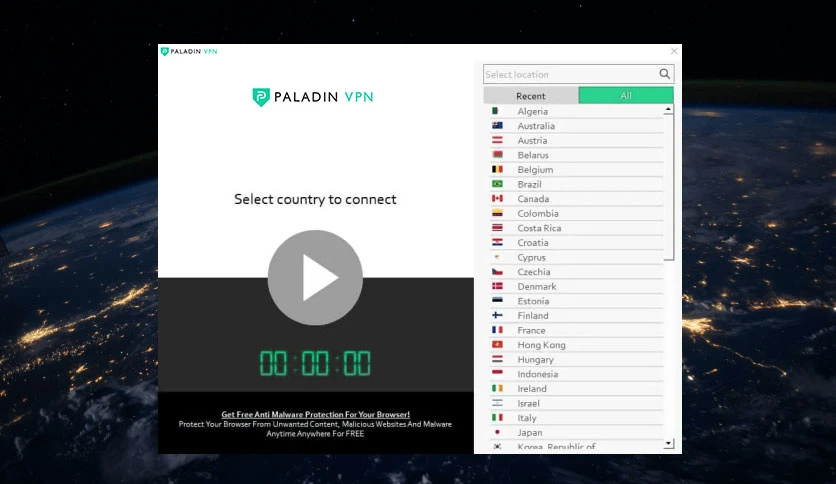 PALADIN VPN
PALADIN VPN
Select country to connect
00:00:00
Get Free Anti Malware Protection For Your Browser!
Protect Your Browser From Unwanted Content, Malicious Websites And Malware
Anytime Anywhere For FREE
Select location
Recent All
Algeria
Australia
Austria
Belarus
Belgium
Brazil
Canada
Colombia
Costa Rica
Croatia
Cyprus
Czechia
Denmark
Estonia
Finland
France
Hong Kong
Hungary
Indonesia
Ireland
Israel
Italy
Japan
Korea, Republic of